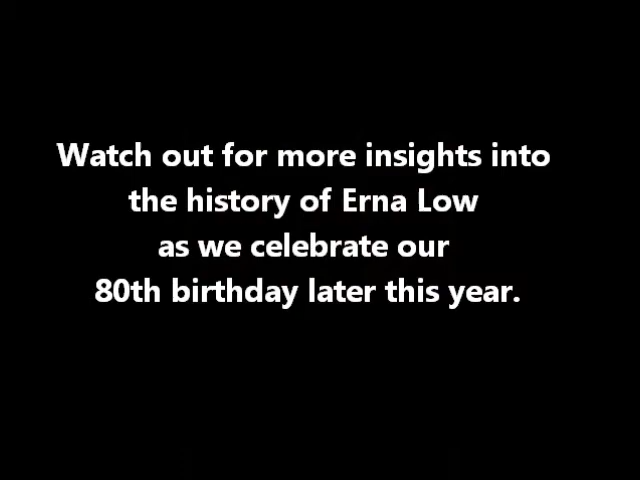 Watch out for more insights into
the history of Erna Low
as we celebrate our
80th birthday later this year.